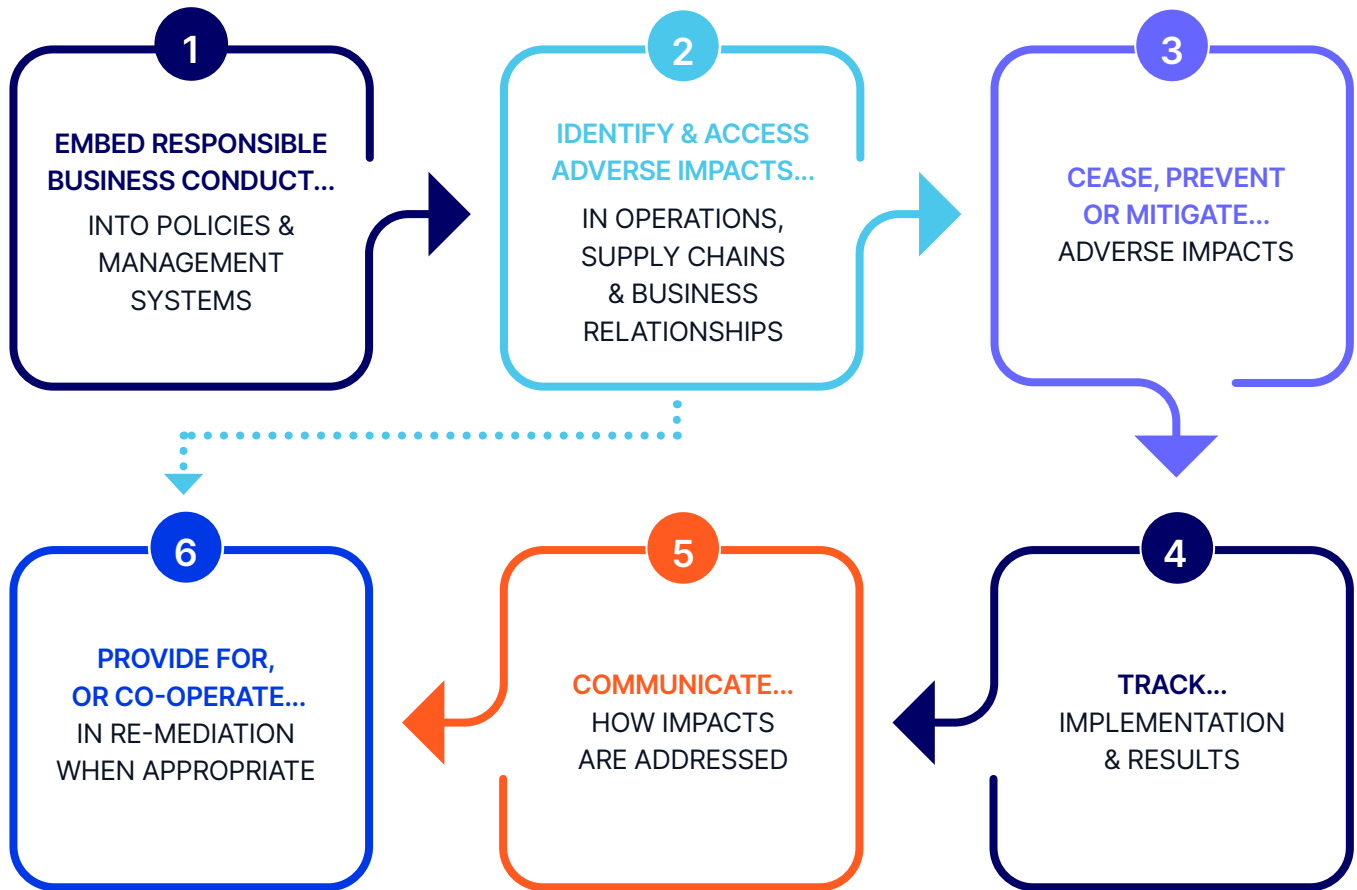 1
EMBED RESPONSIBLE
BUSINESS CONDUCT...
INTO POLICIES &
MANAGEMENT
SYSTEMS
2
IDENTIFY & ACCESS
ADVERSE IMPACTS...
IN OPERATIONS,
SUPPLY CHAINS
& BUSINESS
RELATIONSHIPS
3
CEASE, PREVENT
OR MITIGATE...
ADVERSE IMPACTS
4
TRACK...
IMPLEMENTATION
& RESULTS
5
COMMUNICATE...
HOW IMPACTS
ARE ADDRESSED
6
PROVIDE FOR,
OR CO-OPERATE...
IN RE-MEDIATION
WHEN APPROPRIATE